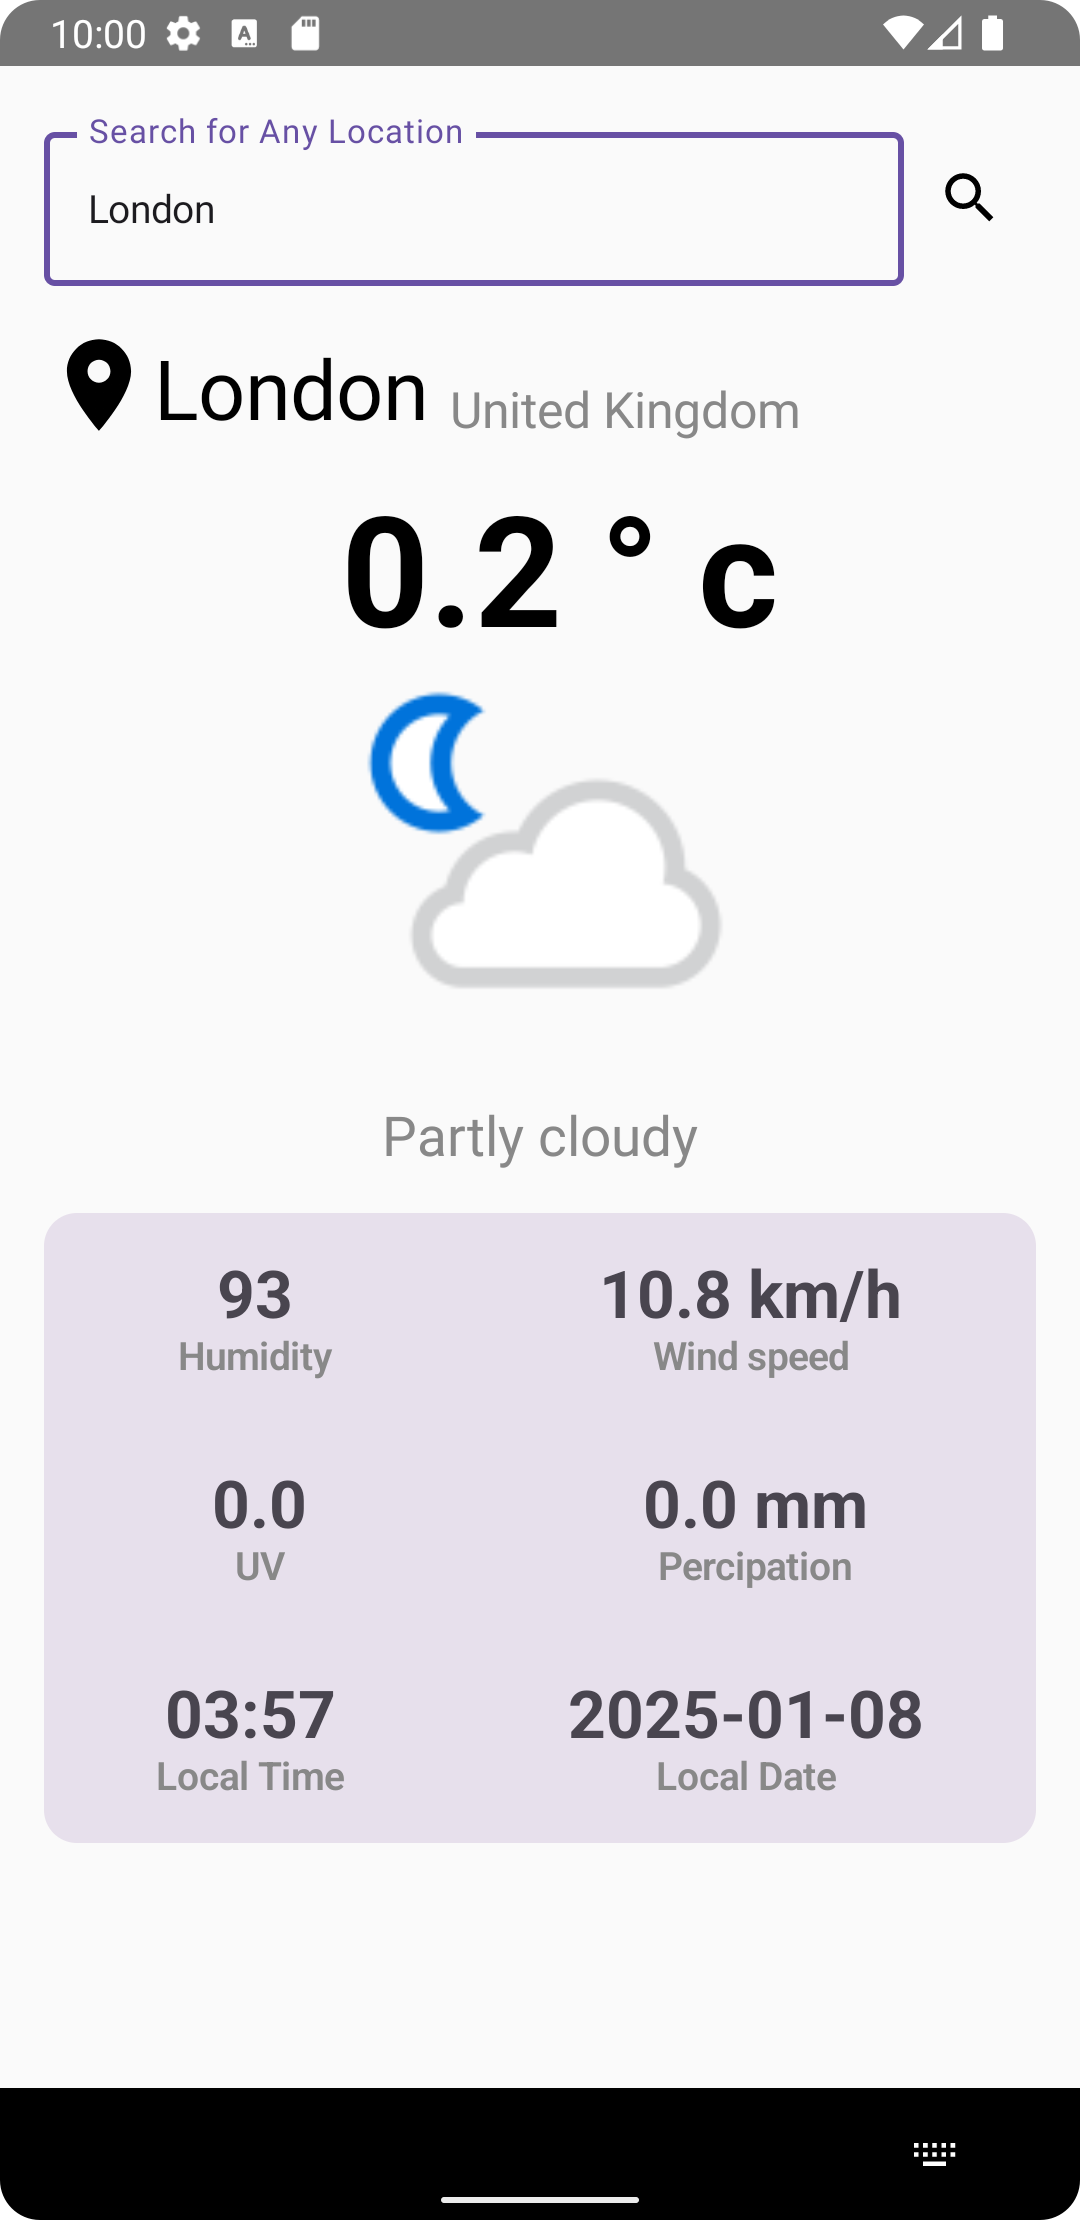 10:00
Search for Any Location
London
London United Kingdom
0.2 ° c
Partly cloudy
93 10.8 km/h
Humidity Wind speed
0.0 0.0 mm
UV Percipation
03:57 2025-01-08
Local Time Local Date